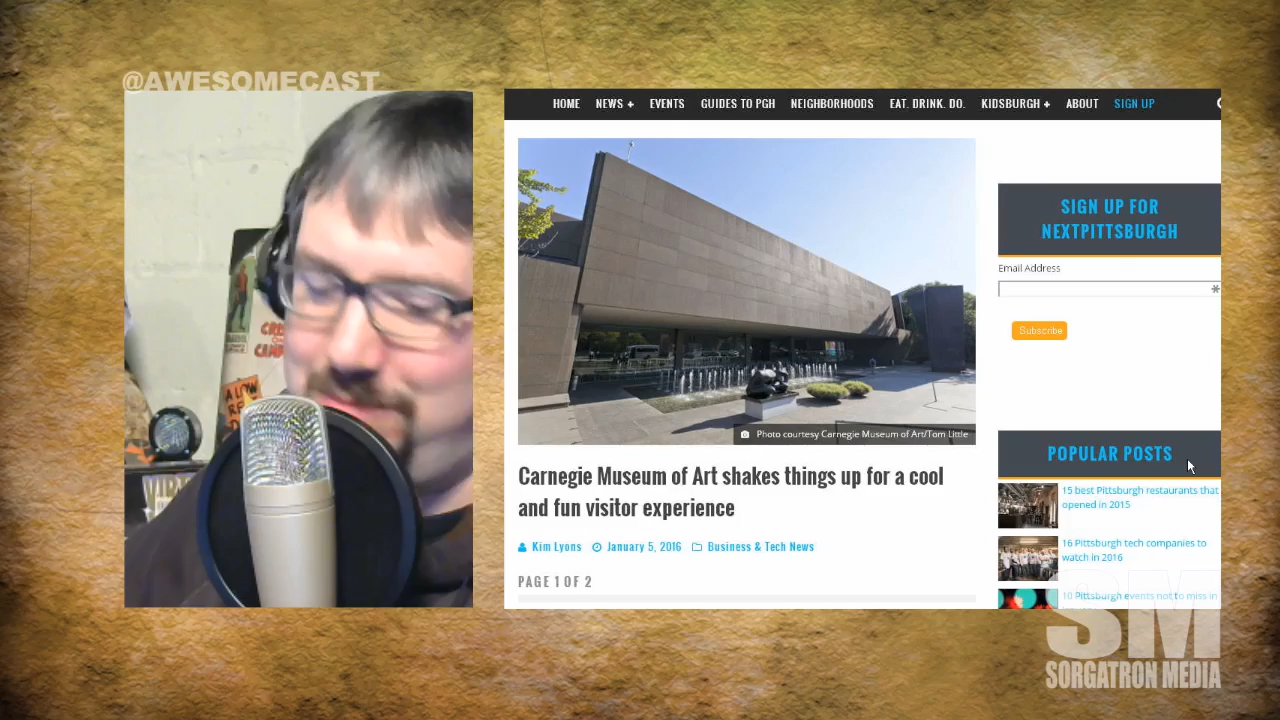 @AWESOMECAST
HOME NEWS + EVENTS GUIDES TO PGH NEIGHBORHOODS EAT. DRINK. DO. KIDSBURGH + ABOUT SIGN UP
SIGN UP FOR
NEXTPITTSBURGH
Email Address
*
Subscribe
Photo courtesy Carnegie Museum of Art/Tom Little
Carnegie Museum of Art shakes things up for a cool
and fun visitor experience
Kim Lyons January 5, 2016 Business & Tech News
PAGE 1 OF 2
POPULAR POSTS
15 best Pittsburgh restaurants that
opened in 2015
16 Pittsburgh tech companies to
watch in 2016
10 Pittsburgh events not to miss in
A LOW
SM
SORGATRON MEDIA